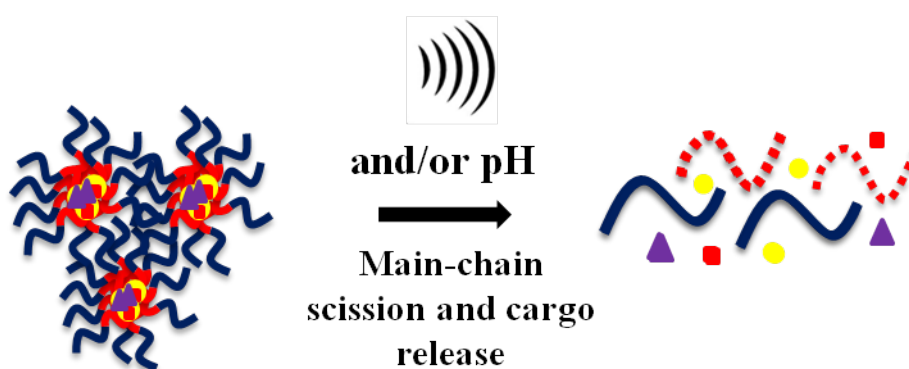 and/or pH
Main-chain
scission and cargo
release